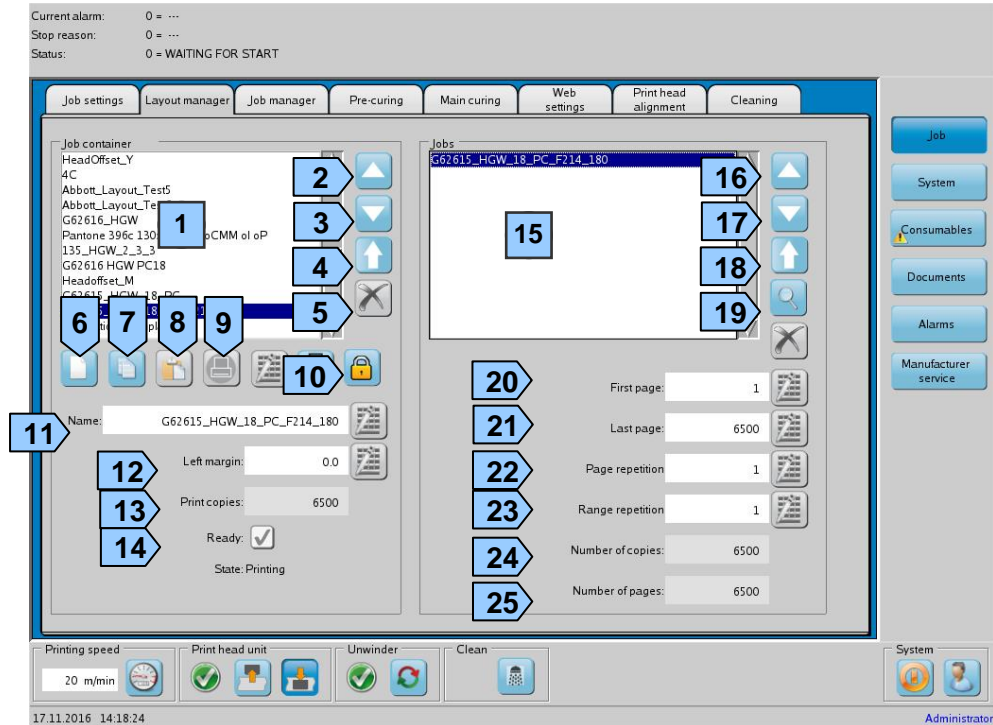 Current alarm: 0 = ---
Stop reason: 0 = ---
Status: 0 = WAITING FOR START
Job settings
Layout manager
Job manager
Pre-curing
Main curing
Web settings
Print head alignment
Cleaning
Job container
HeadOffset_Y
4C
Abbott_Layout_Test5
Abbott_Layout_Te
G62616_HGW
Pantone 396c 130 oCMM ol oP
135_HGW_2_3_3
G62616 HGW PC18
Headoffset_M
G62615_HGW_18_PC
1
2
3
4
5
6
7
8
9
10
Name: G62615_HGW_18_PC_F214_180
11
Left margin: 0.0
12
Print copies: 6500
13
Ready:
14
State: Printing
Jobs
G62615_HGW_18_PC_F214_180
15
16
17
18
19
20
First page: 1
21
Last page: 6500
22
Page repetition 1
23
Range repetition 1
24
Number of copies: 6500
25
Number of pages: 6500
Job
System
Consumables
Documents
Alarms
Manufacturer service
Printing speed
20 m/min
Print head unit
Unwinder
Clean
System
17.11.2016 14:18:24
Administrator